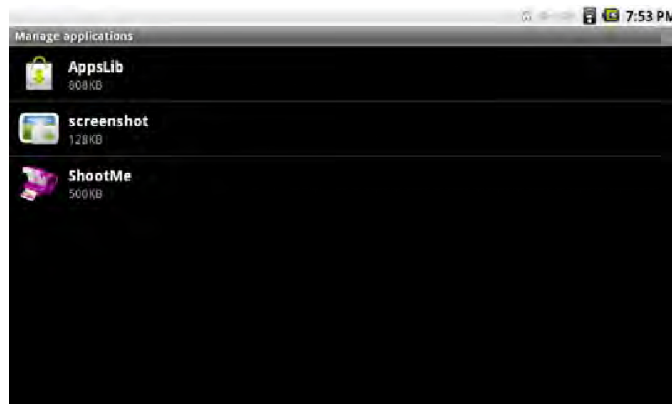 7:53 PM
Manage applications
AppsLib
808KB
screenshot
128KB
ShootMe
500KB